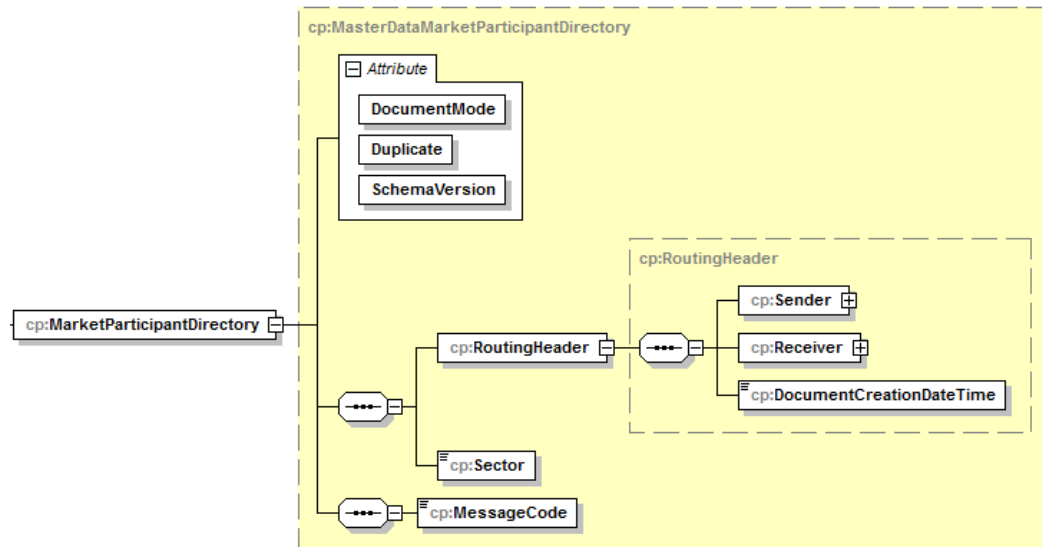 cp:MasterDataMarketParticipantDirectory
Attribute
DocumentMode
Duplicate
SchemaVersion
cp:RoutingHeader
cp:Sender
cp:MarketParticipantDirectory
cp:RoutingHeader
cp:Receiver
cp:DocumentCreationDateTime
cp:Sector
cp:MessageCode